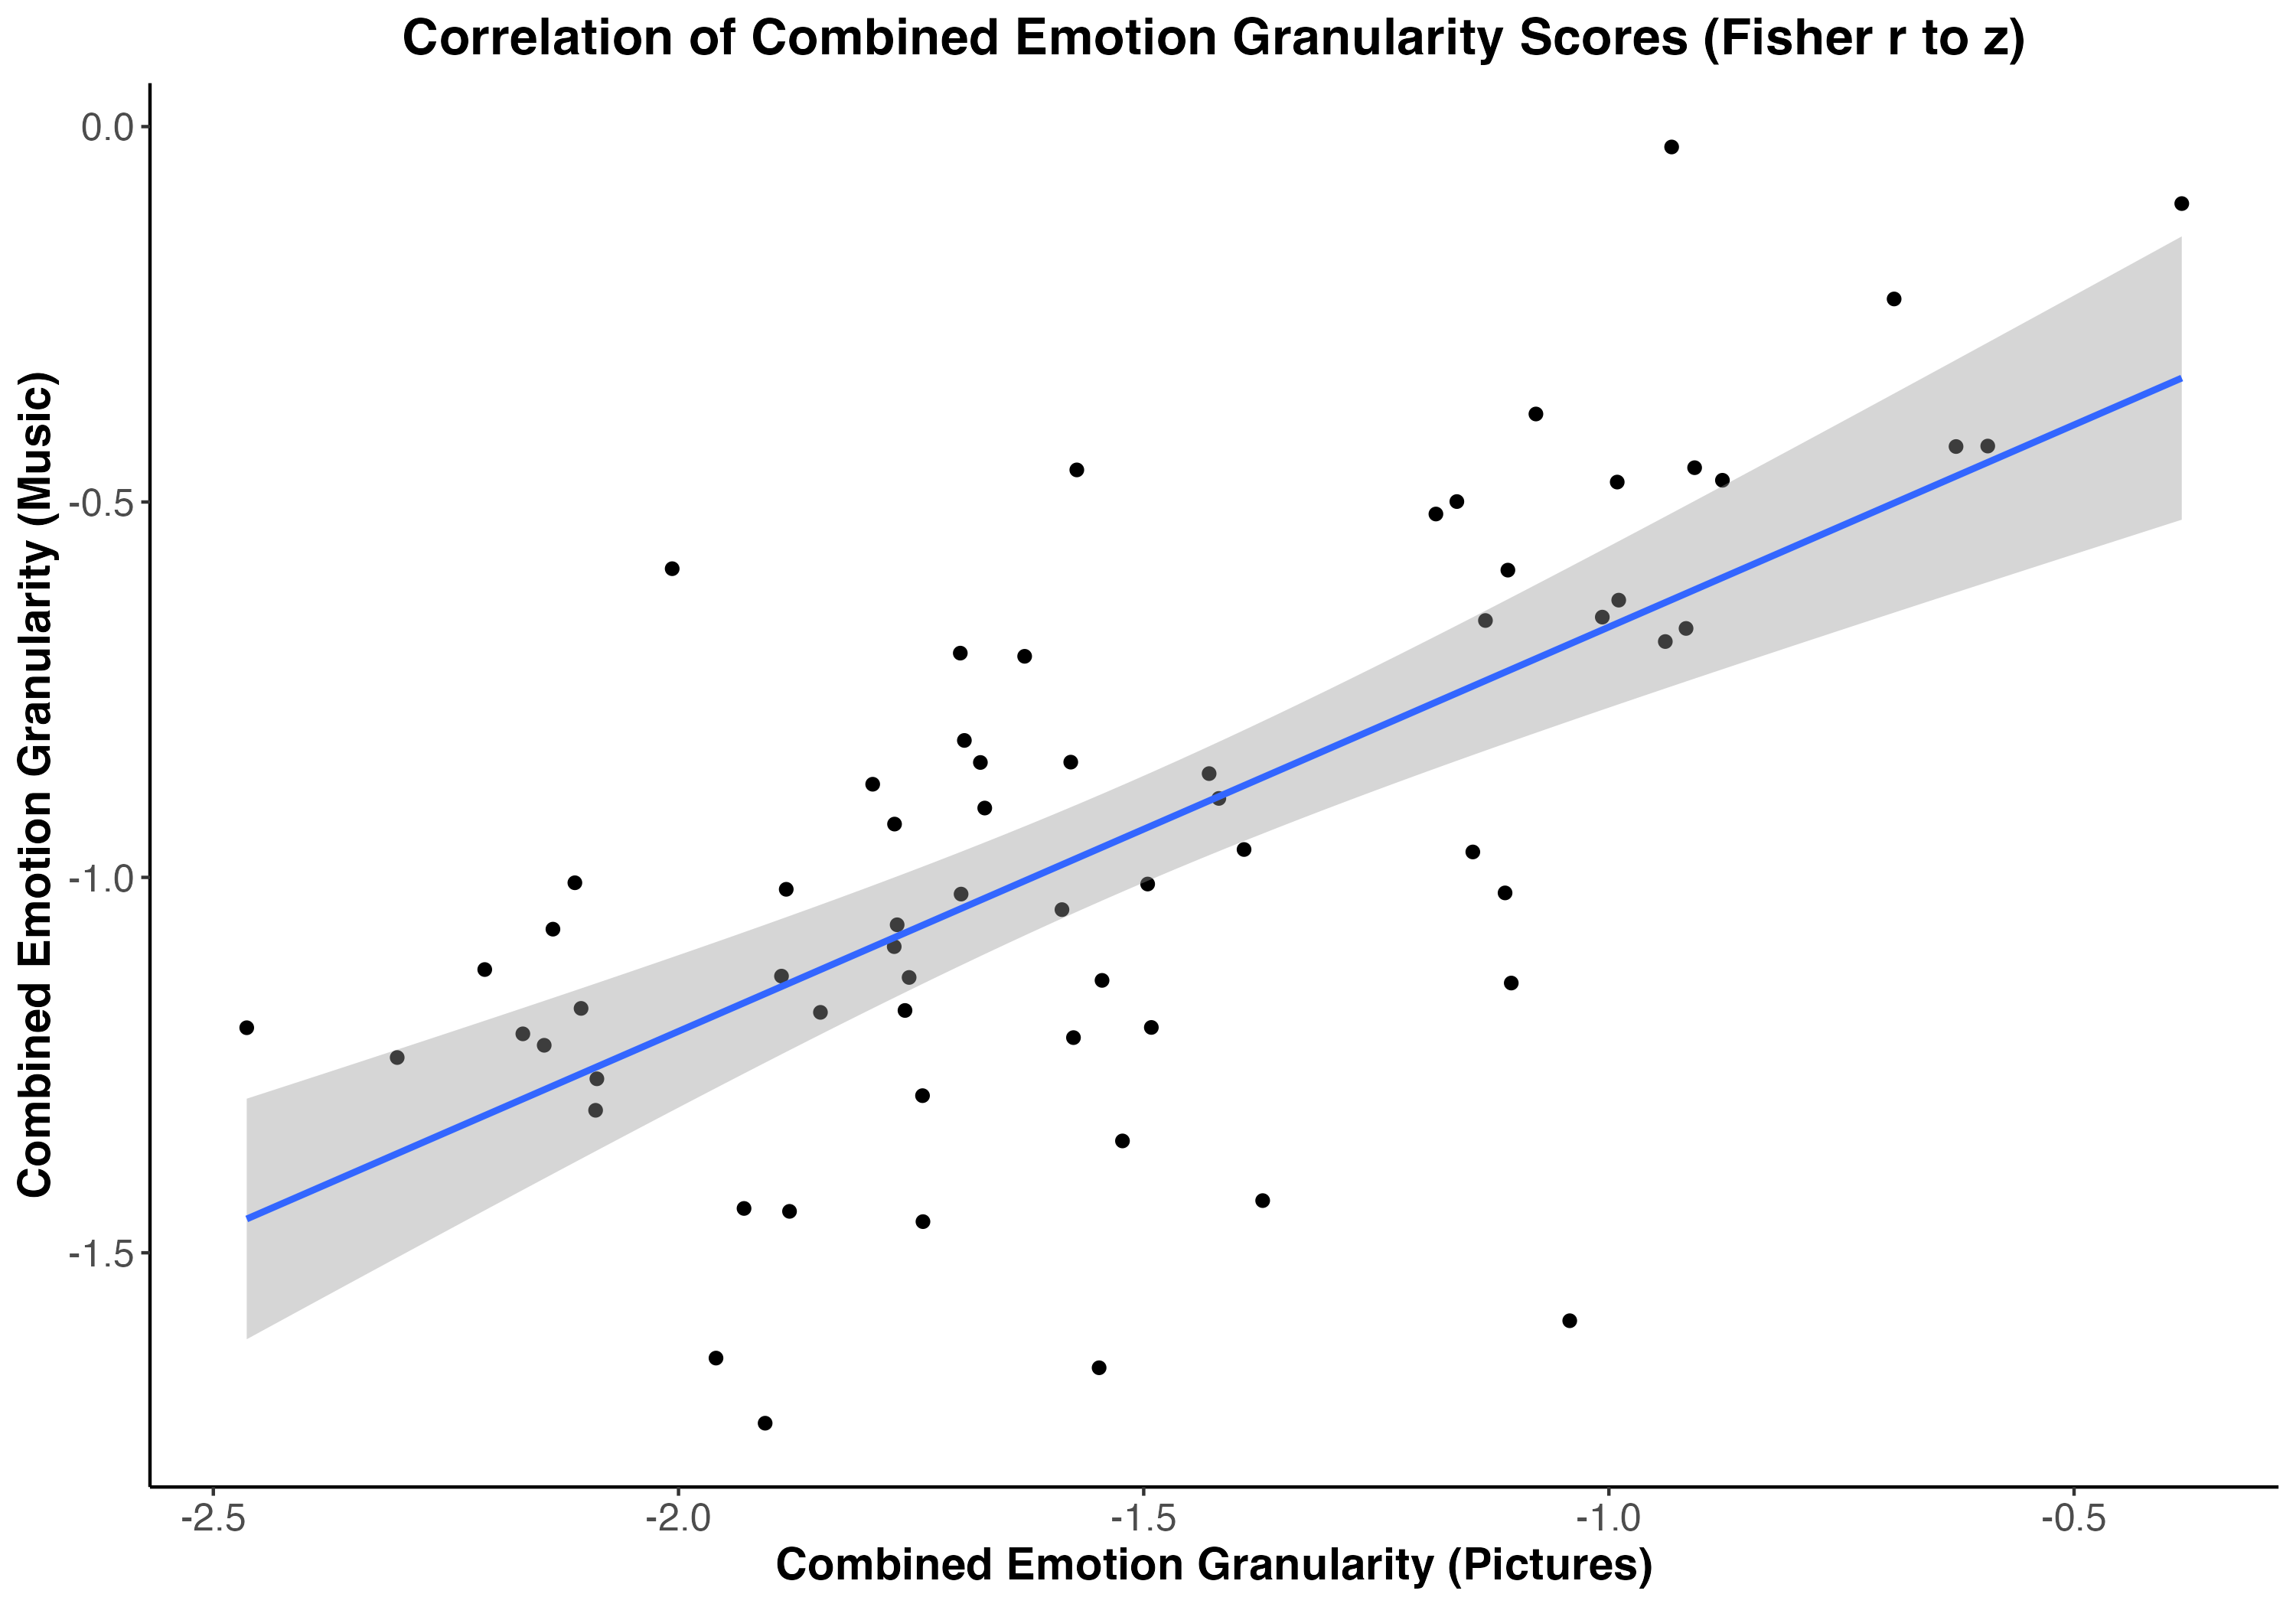 Correlation of Combined Emotion Granularity Scores (Fisher r to z)
Combined Emotion Granularity (Music)
0.0
-0.5
-1.0
-1.5
-2.5 -2.0 -1.5 -1.0 -0.5
Combined Emotion Granularity (Pictures)